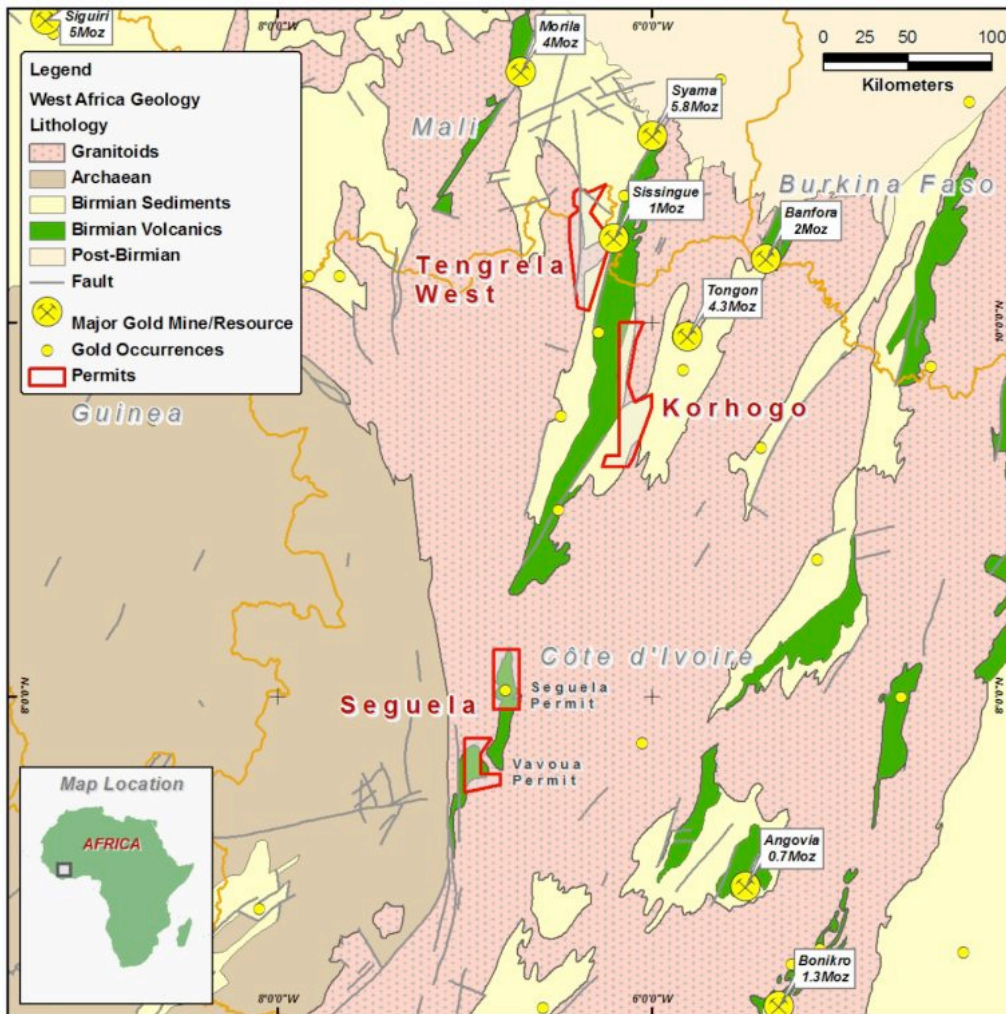 Siguiri
5Moz
8°0'0"W
Morila
4Moz
6°0'0"W
0 25 50 100
Kilometers
Legend
West Africa Geology
Lithology
Granitoids
Archaean
Birmian Sediments
Birmian Volcanics
Post-Birmian
Fault
Major Gold Mine/Resource
Gold Occurrences
Permits
Mali
Syama
5.8Moz
Burkina Faso
Sissingue
1Moz
Banfora
2Moz
Tengrela
West
Tongon
4.3Moz
Guinea
Korhogo
Côte d'Ivoire
Seguela
Seguela
Permit
Vavoua
Permit
8°0'0"N
Map Location
AFRICA
Angovia
0.7Moz
Bonikro
1.3Moz
8°0'0"W
6°0'0"W